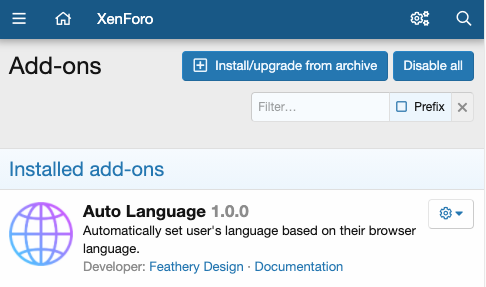 XenForo
Add-ons
Install/upgrade from archive
Disable all
Filter...
Prefix
Installed add-ons
Auto Language 1.0.0
Automatically set user's language based on their browser
language.
Developer: Feathery Design · Documentation